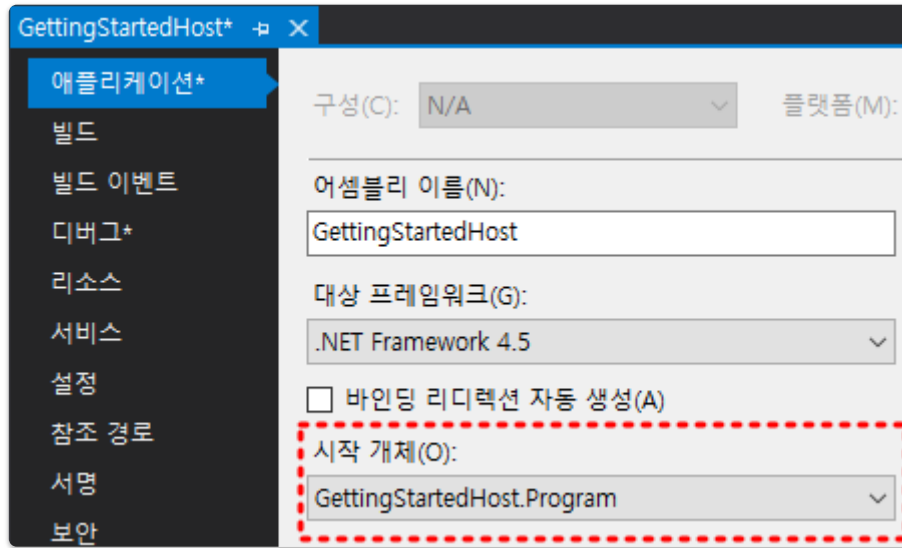 GettingStartedHost*
애플리케이션*
빌드
빌드 이벤트
디버그*
리소스
서비스
설정
참조 경로
서명
보안
구성(C): N/A 플랫폼(M):
어셈블리 이름(N):
GettingStartedHost
대상 프레임워크(G):
.NET Framework 4.5
바인딩 리디렉션 자동 생성(A)
시작 개체(O):
GettingStartedHost.Program